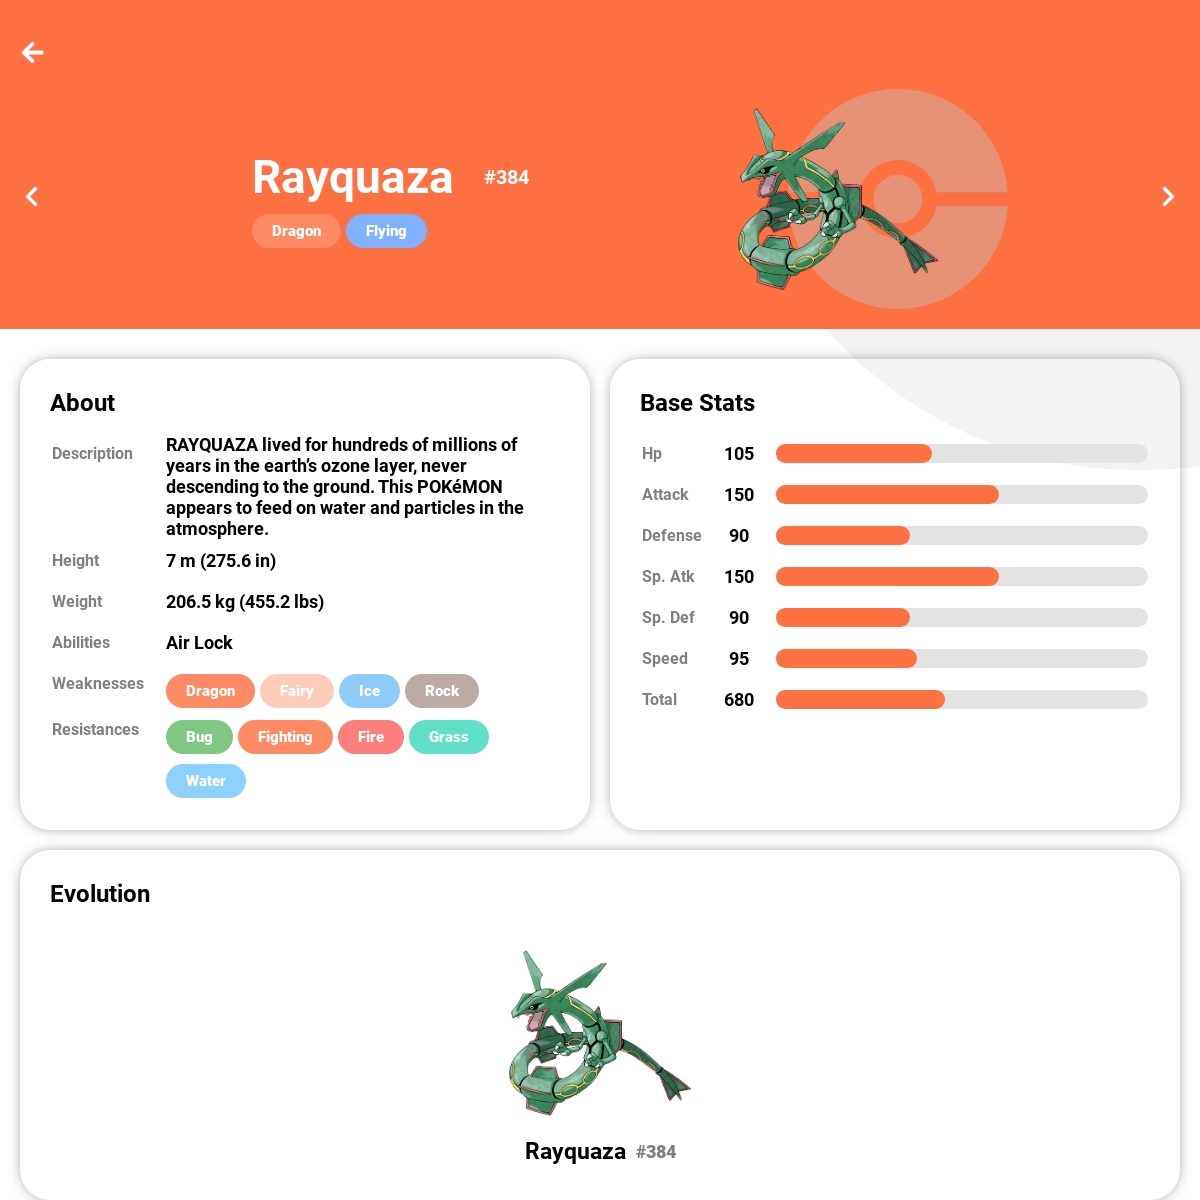 Rayquaza #384
Dragon Flying
About
Description RAYQUAZA lived for hundreds of millions of
years in the earth’s ozone layer, never
descending to the ground. This POKéMON
appears to feed on water and particles in the
atmosphere.
Height 7 m (275.6 in)
Weight 206.5 kg (455.2 lbs)
Abilities Air Lock
Weaknesses Dragon Fairy Ice Rock
Resistances Bug Fighting Fire Grass
Water
Base Stats
Hp 105
Attack 150
Defense 90
Sp. Atk 150
Sp. Def 90
Speed 95
Total 680
Evolution
Rayquaza #384